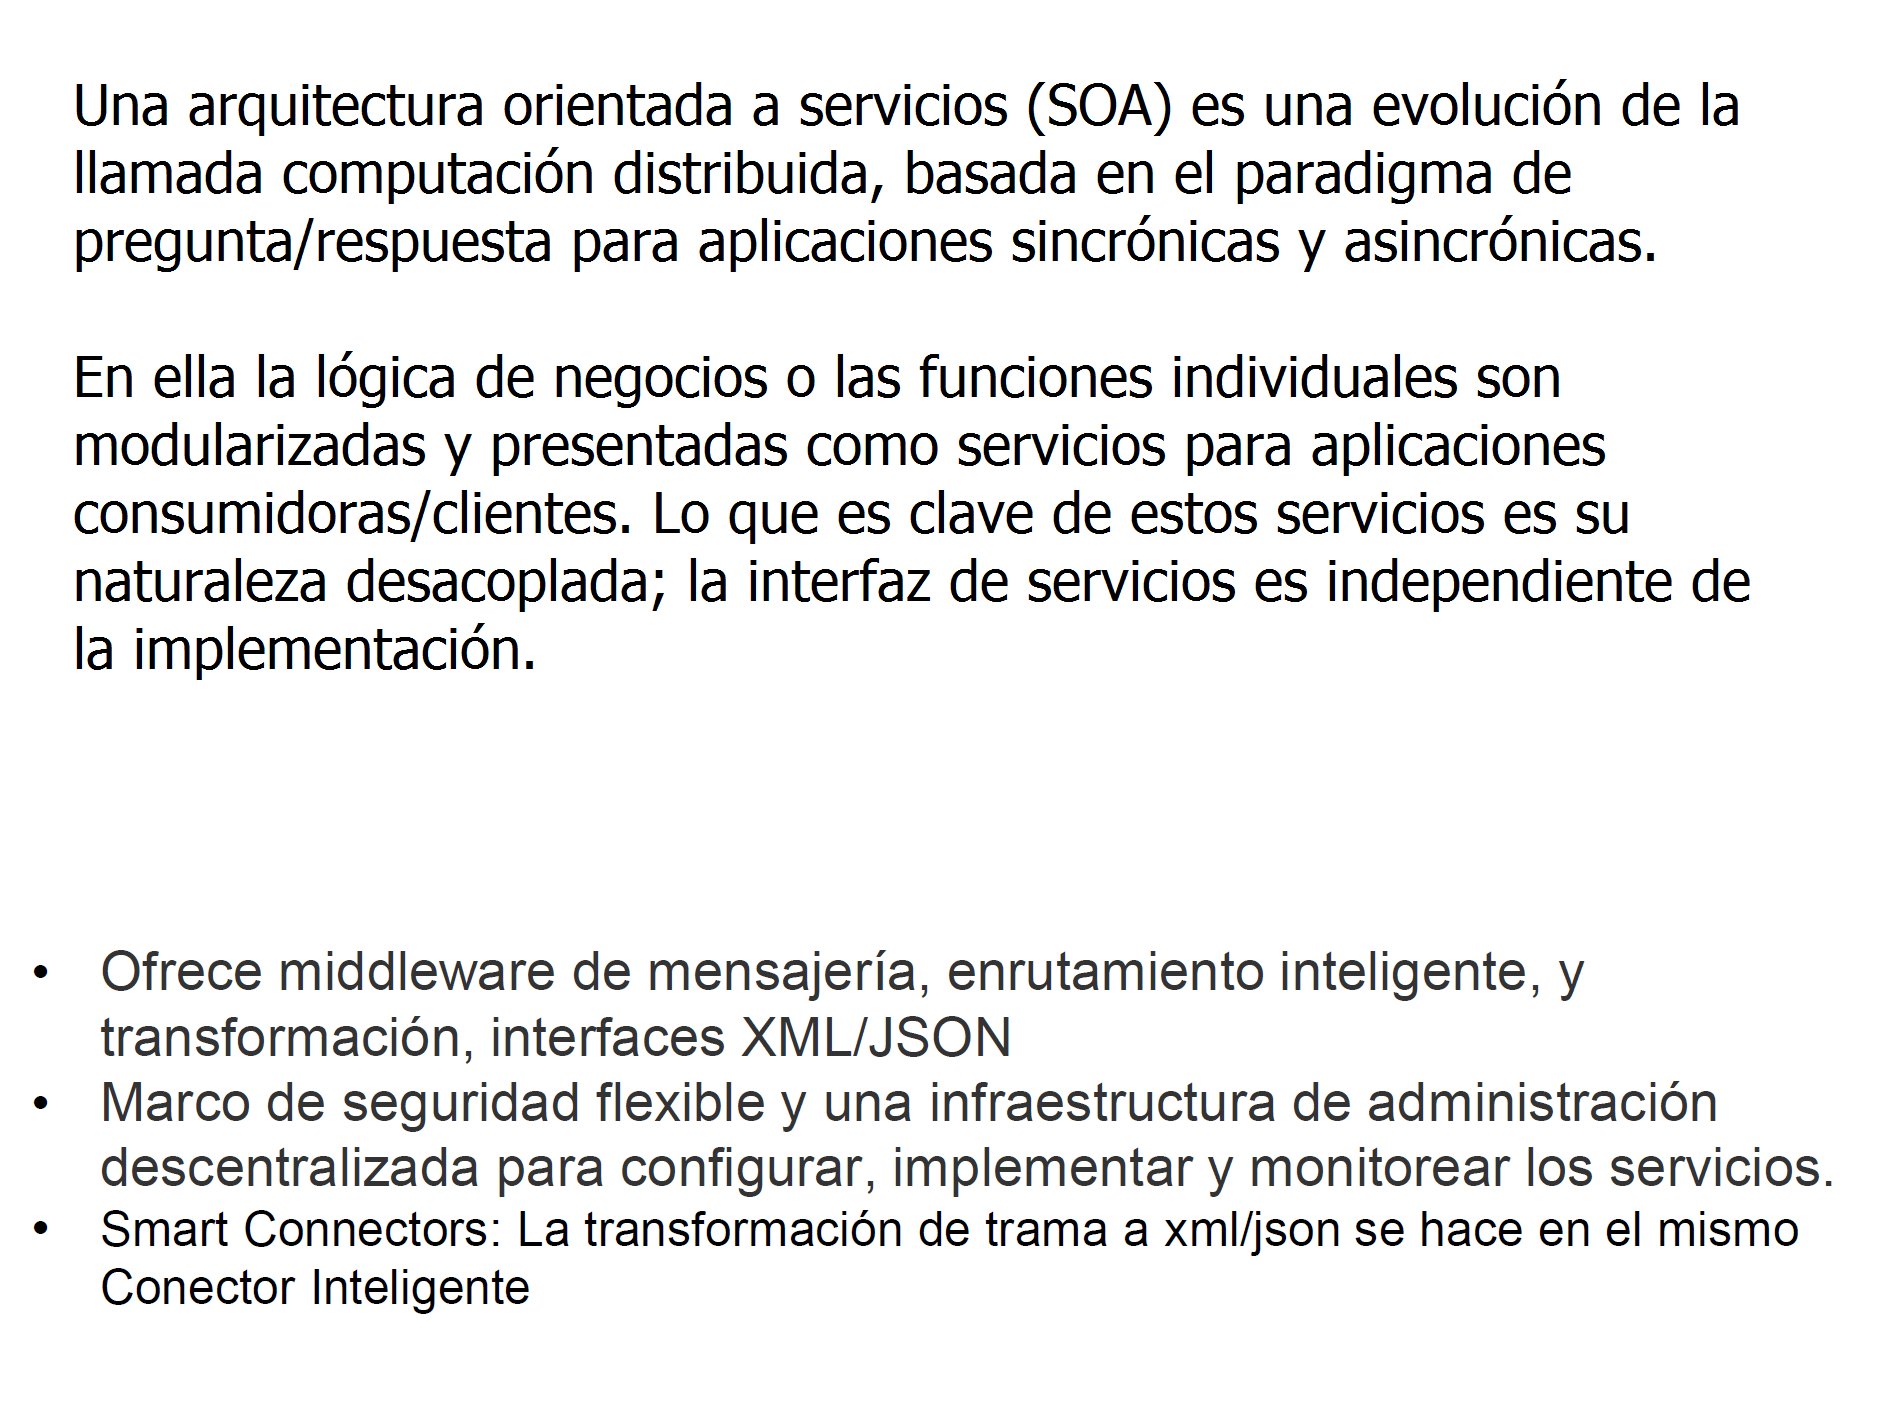 Una arquitectura orientada a servicios (SOA) es una evolución de la
llamada computación distribuida, basada en el paradigma de
pregunta/respuesta para aplicaciones sincrónicas y asincrónicas.
En ella la lógica de negocios o las funciones individuales son
modularizadas y presentadas como servicios para aplicaciones
consumidoras/clientes. Lo que es clave de estos servicios es su
naturaleza desacoplada; la interfaz de servicios es independiente de
la implementación.
• Ofrece middleware de mensajería, enrutamiento inteligente, y
transformación, interfaces XML/JSON
• Marco de seguridad flexible y una infraestructura de administración
descentralizada para configurar, implementar y monitorear los servicios.
• Smart Connectors: La transformación de trama a xml/json se hace en el mismo
Conector Inteligente